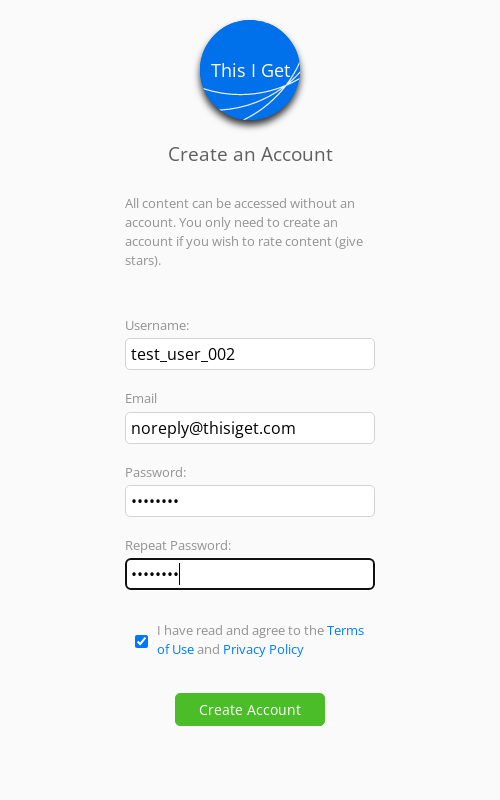 This I Get
Create an Account
All content can be accessed without an
account. You only need to create an
account if you wish to rate content (give
stars).
Username:
test_user_002
Email
noreply@thisiget.com
Password:
••••••••
Repeat Password:
••••••••
I have read and agree to the Terms
of Use and Privacy Policy
Create Account